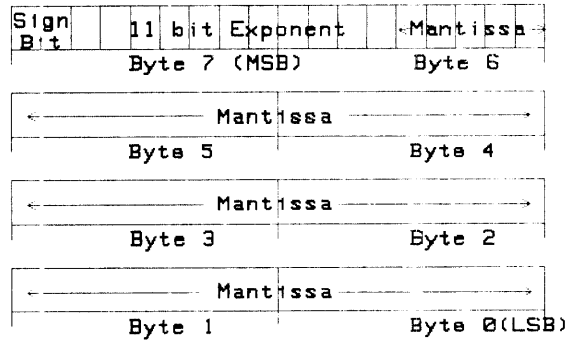 Sign Bit 11 bit Exponent Mantissa
Byte 7 (MSB) Byte 6
Mantissa
Byte 5 Byte 4
Mantissa
Byte 3 Byte 2
Mantissa
Byte 1 Byte 0(LSB)